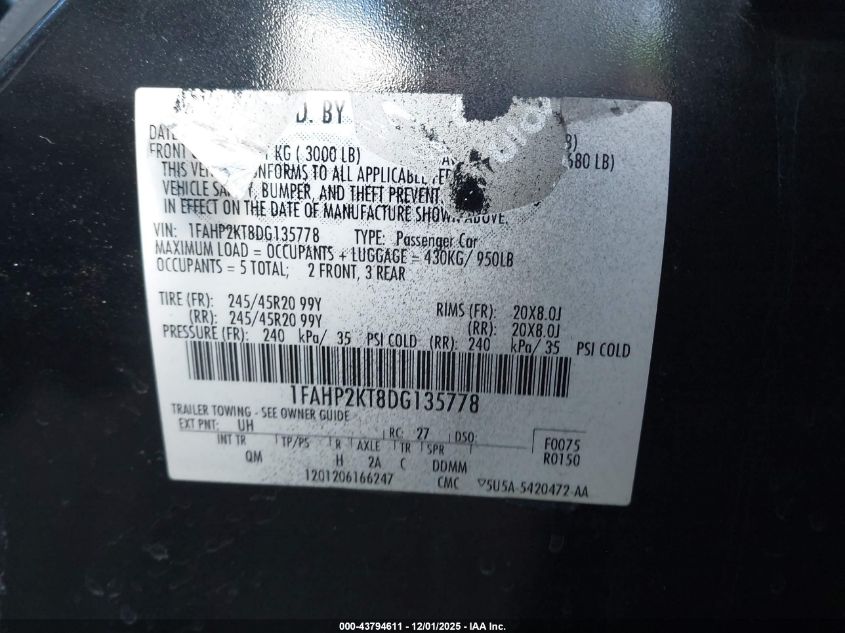 D. BY
DATE
FRONT KG ( 3000 LB) 680 LB)
THIS VEH CONFORMS TO ALL APPLICABLE
VEHICLE SA BUMPER, AND THEFT PREVENT
IN EFFECT ON THE DATE OF MANUFACTURE SHOWN ABOVE.
VIN: 1FAHP2KT8DG135778 TYPE: Passenger Car
MAXIMUM LOAD = OCCUPANTS + LUGGAGE = 430KG/ 950LB
OCCUPANTS = 5 TOTAL; 2 FRONT, 3 REAR
TIRE (FR): 245/45R20 99Y RIMS (FR): 20X8.0J
(RR): 245/45R20 99Y (RR): 20X8.0J
PRESSURE (FR): 240 kPa/ 35 PSI COLD (RR): 240 kPa/ 35 PSI COLD
1FAHP2KT8DG135778
TRAILER TOWING - SEE OWNER GUIDE
EXT PNT: UH RC: 27 DSO: F0075
INT TR TP/PS R AXLE TR SPR R0150
QM H 2A C DDMM
1201206166247 CMC ▽5U5A-5420472-AA
000-43794611 - 12/01/2025 - IAA Inc.